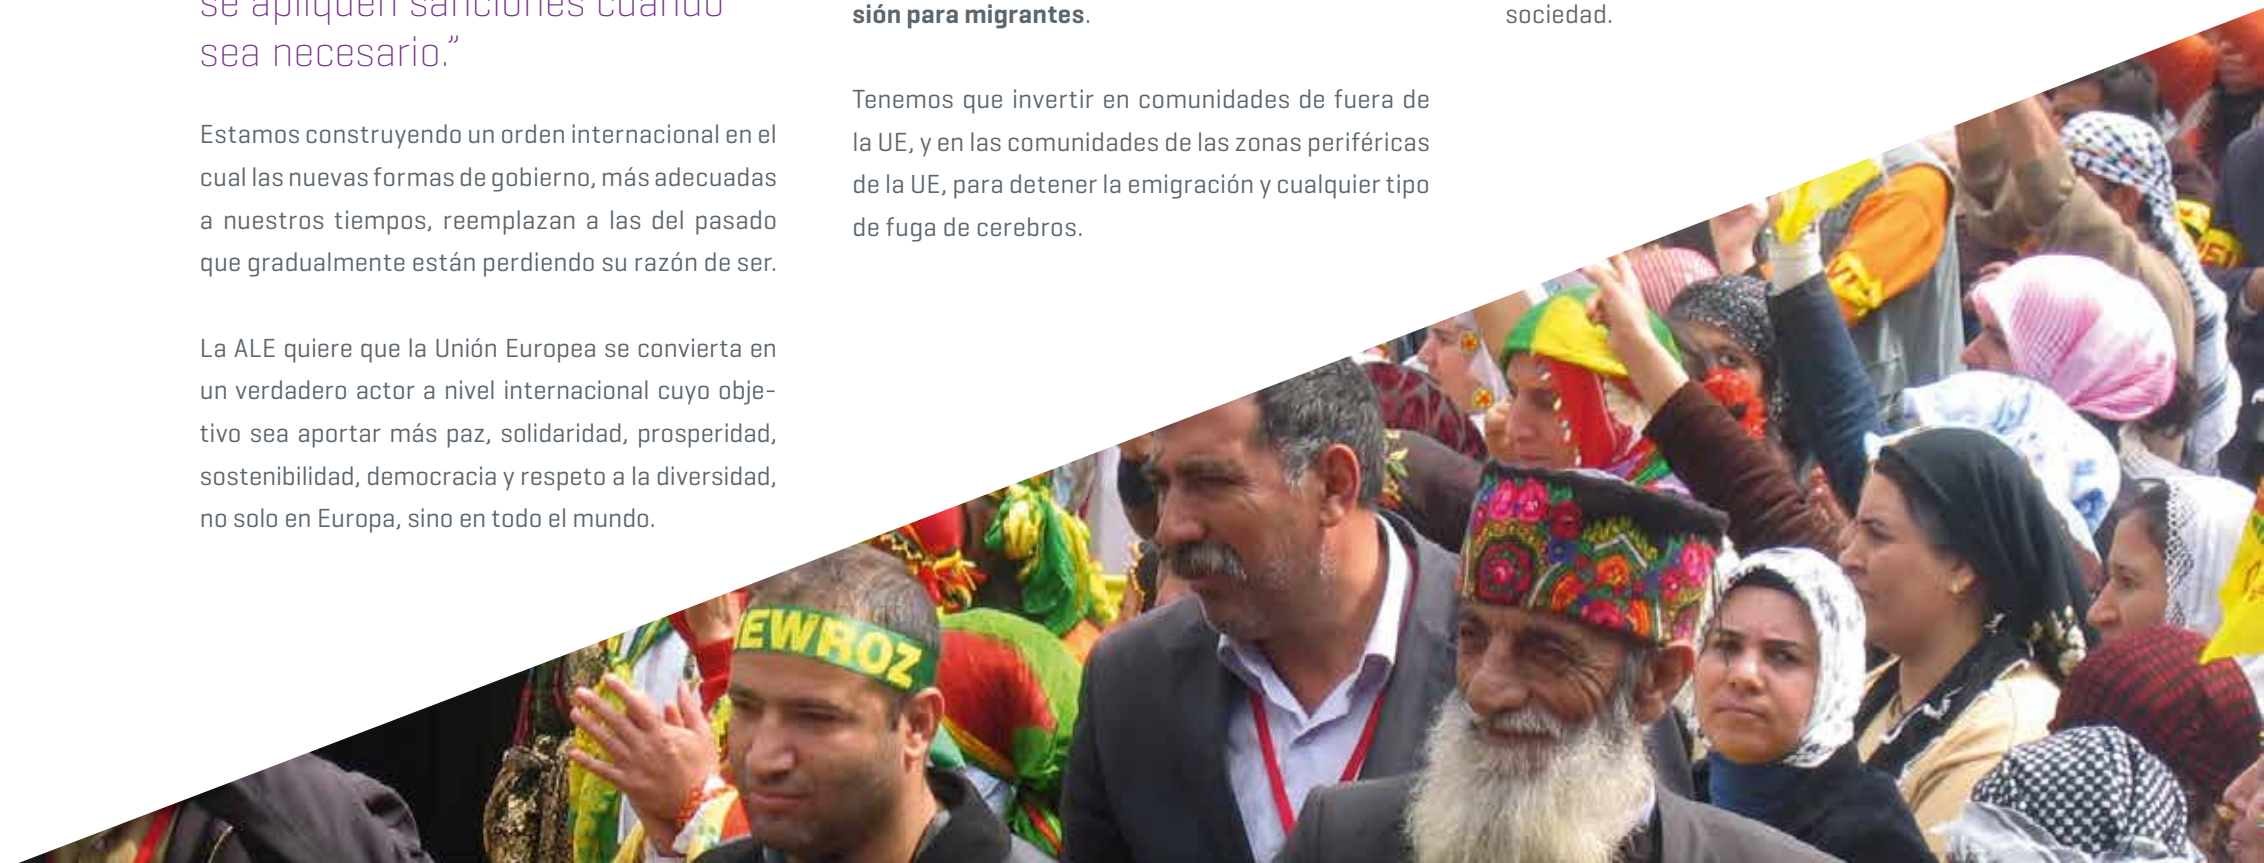 se apliquen sanciones cuando
sea necesario.”
Estamos construyendo un orden internacional en el
cual las nuevas formas de gobierno, más adecuadas
a nuestros tiempos, reemplazan a las del pasado
que gradualmente están perdiendo su razón de ser.
La ALE quiere que la Unión Europea se convierta en
un verdadero actor a nivel internacional cuyo obje-
tivo sea aportar más paz, solidaridad, prosperidad,
sostenibilidad, democracia y respeto a la diversidad,
no solo en Europa, sino en todo el mundo.
sión para migrantes.
Tenemos que invertir en comunidades de fuera de
la UE, y en las comunidades de las zonas periféricas
de la UE, para detener la emigración y cualquier tipo
de fuga de cerebros.
sociedad.
EWROZ